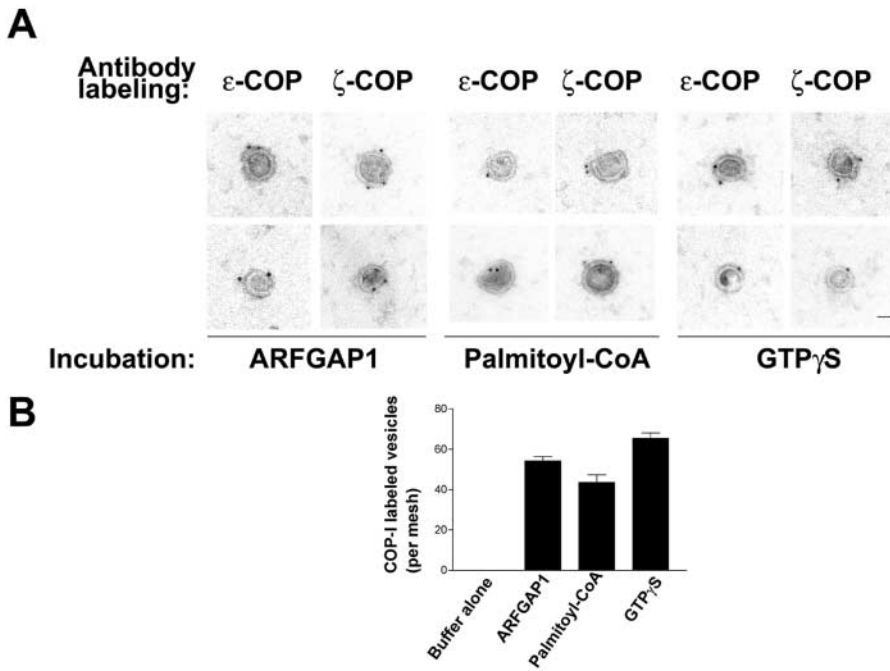 A
Antibody
labeling:
ε-COP ζ-COP ε-COP ζ-COP ε-COP ζ-COP
Incubation: ARFGAP1 Palmitoyl-CoA GTPγS
B
COP-I labeled vesicles
(per mesh)
80
60
40
20
0
Buffer alone
ARFGAP1
Palmitoyl-CoA
GTPγS